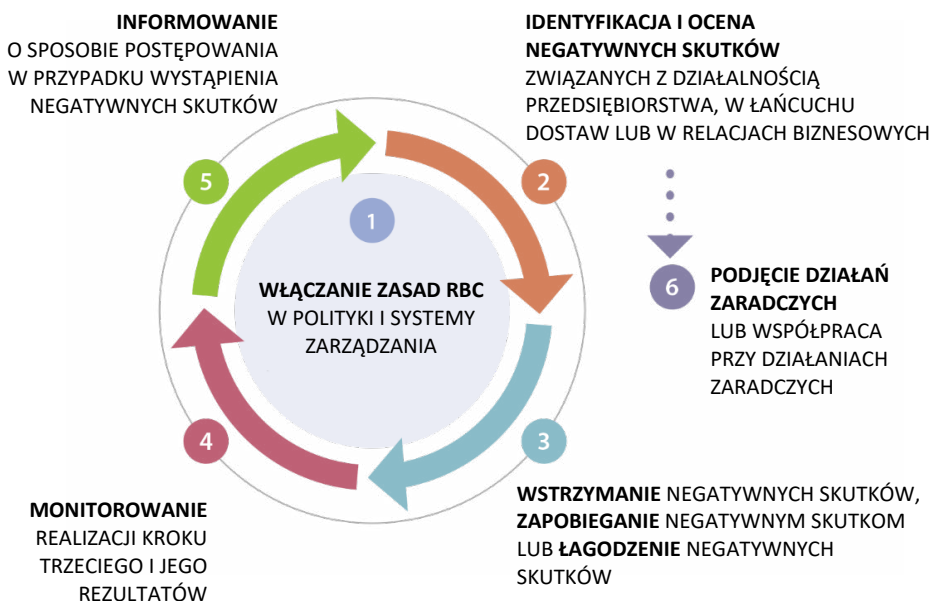 INFORMOWANIE
O SPOSOBIE POSTĘPOWANIA
W PRZYPADKU WYSTĄPIENIA
NEGATYWNYCH SKUTKÓW
IDENTYFIKACJA I OCENA
NEGATYWNYCH SKUTKÓW
ZWIĄZANYCH Z DZIAŁALNOŚCIĄ
PRZEDSIĘBIORSTWA, W ŁAŃCUCHU
DOSTAW LUB W RELACJACH BIZNESOWYCH
5
2
1
WŁĄCZANIE ZASAD RBC
W POLITYKI I SYSTEMY
ZARZĄDZANIA
6
PODJĘCIE DZIAŁAŃ
ZARADCZYCH
LUB WSPÓŁPRACA
PRZY DZIAŁANIACH
ZARADCZYCH
4
3
MONITOROWANIE
REALIZACJI KROKU
TRZECIEGO I JEGO
REZULTATÓW
WSTRZYMANIE NEGATYWNYCH SKUTKÓW,
ZAPOBIEGANIE NEGATYWNYM SKUTKOM
LUB ŁAGODZENIE NEGATYWNYCH
SKUTKÓW